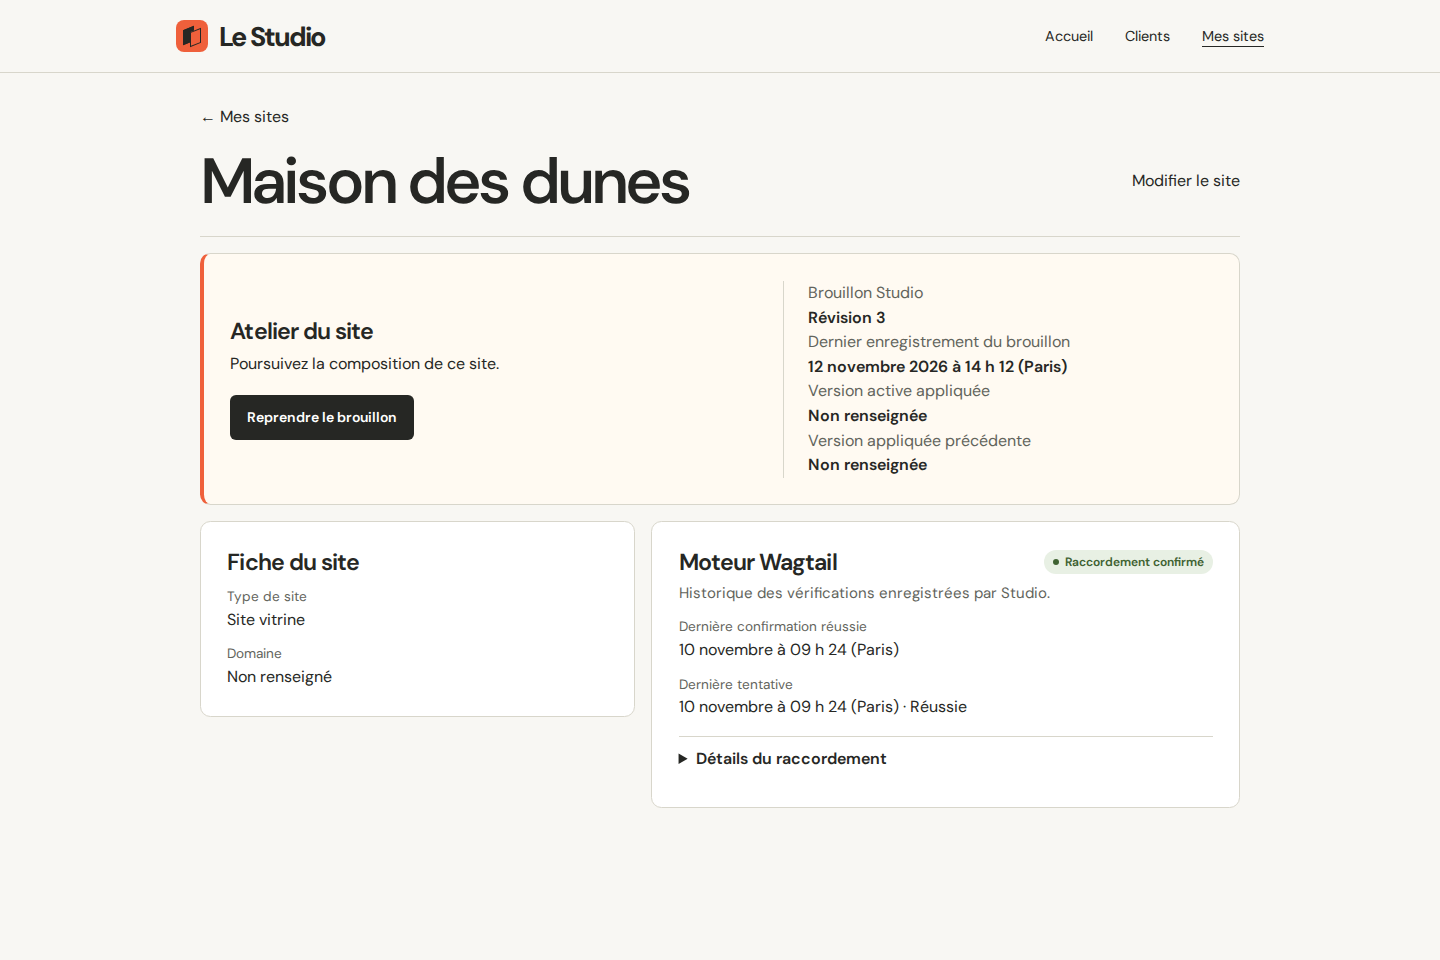 Le Studio
Accueil
Clients
Mes sites
← Mes sites
Maison des dunes
Modifier le site
Atelier du site
Poursuivez la composition de ce site.
Reprendre le brouillon
Brouillon Studio
Révision 3
Dernier enregistrement du brouillon
12 novembre 2026 à 14 h 12 (Paris)
Version active appliquée
Non renseignée
Version appliquée précédente
Non renseignée
Fiche du site
Type de site
Site vitrine
Domaine
Non renseigné
Moteur Wagtail
Raccordement confirmé
Historique des vérifications enregistrées par Studio.
Dernière confirmation réussie
10 novembre à 09 h 24 (Paris)
Dernière tentative
10 novembre à 09 h 24 (Paris) · Réussie
Détails du raccordement